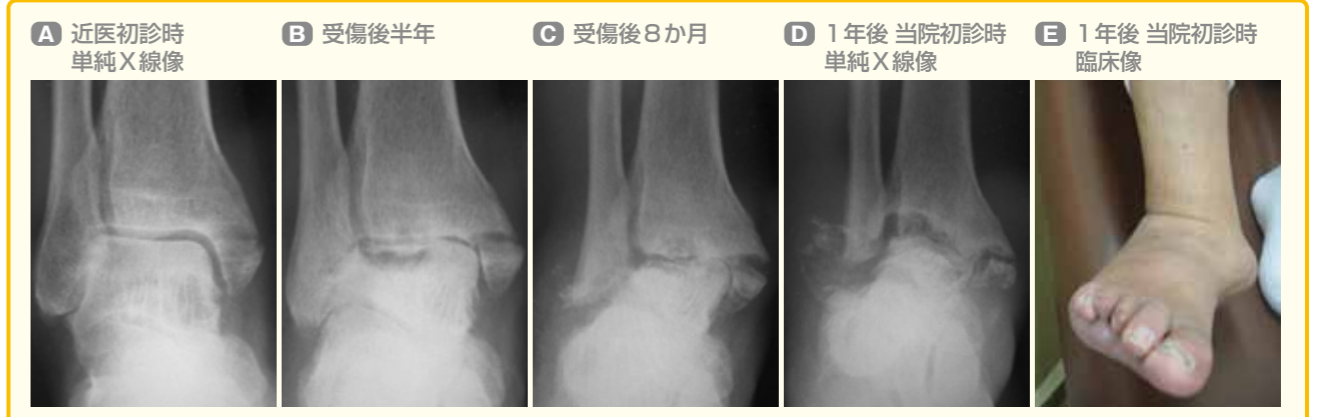 A 近医初診時
単純X線像
B 受傷後半年
C 受傷後8か月
D 1年後 当院初診時
単純X線像
E 1年後 当院初診時
臨床像